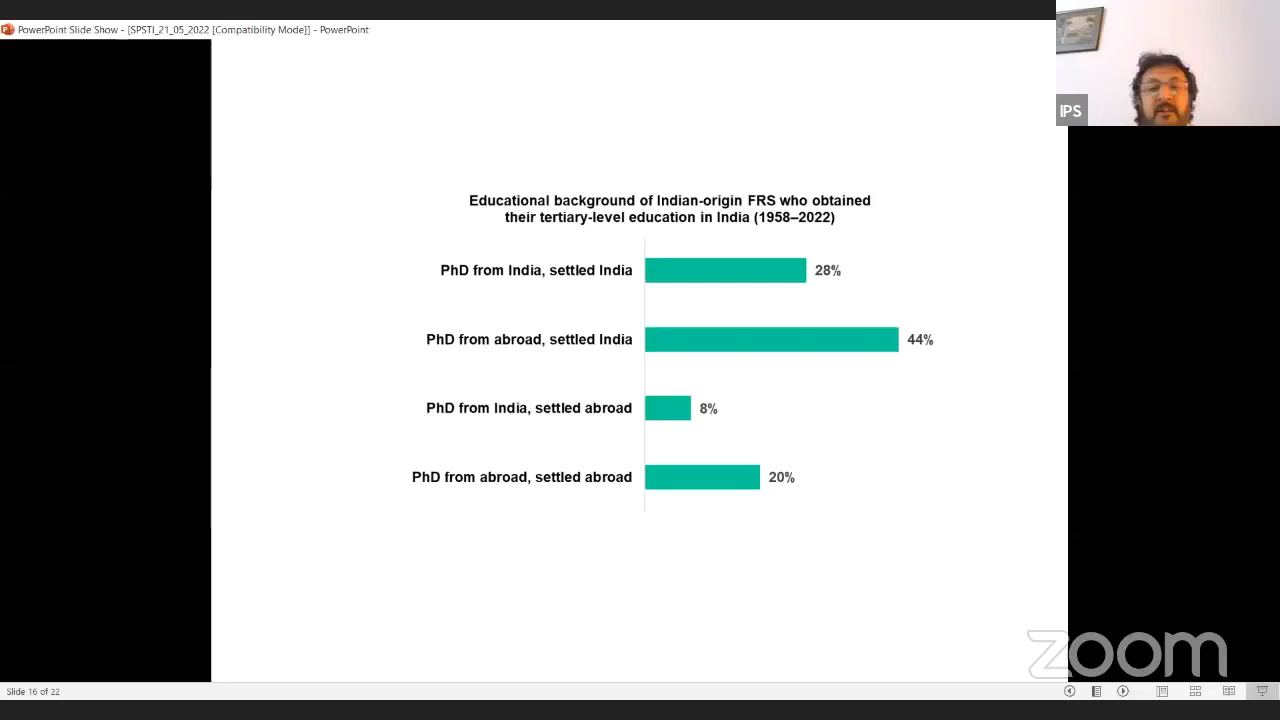 PowerPoint Slide Show - [SPSTI_21_05_2022 [Compatibility Mode]] - PowerPoint
IPS
Educational background of Indian-origin FRS who obtained
their tertiary-level education in India (1958–2022)
PhD from India, settled India 28%
PhD from abroad, settled India 44%
PhD from India, settled abroad 8%
PhD from abroad, settled abroad 20%
zoom
Slide 16 of 22